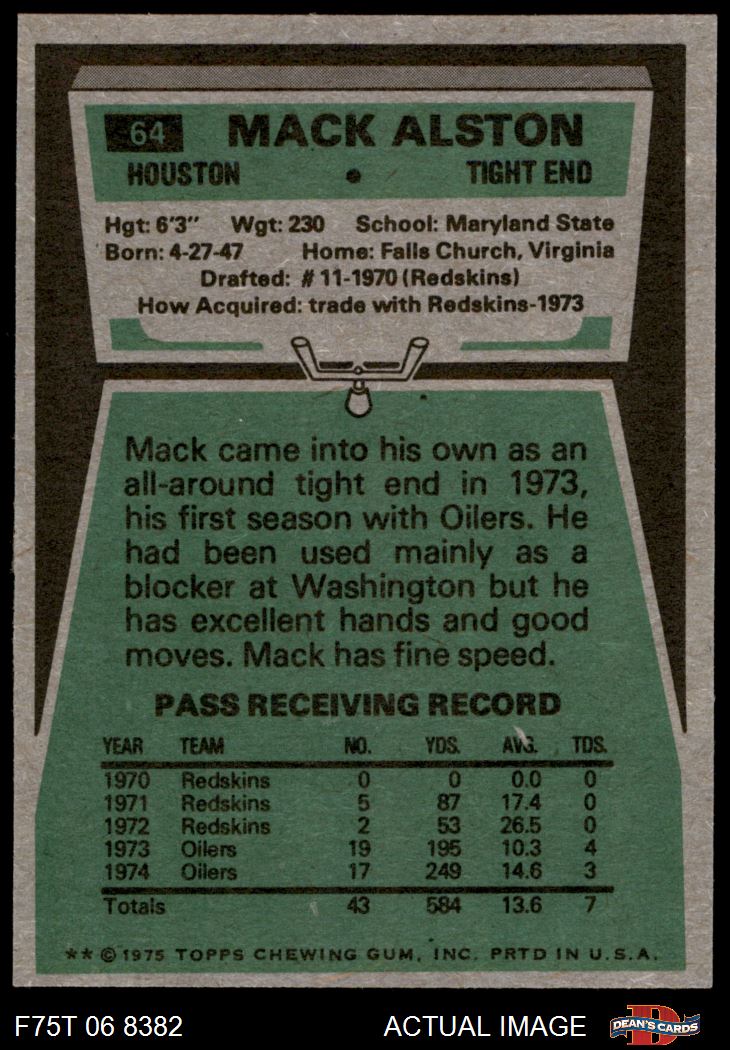 64 MACK ALSTON
HOUSTON • TIGHT END
Hgt: 6'3" Wgt: 230 School: Maryland State
Born: 4-27-47 Home: Falls Church, Virginia
Drafted: #11-1970 (Redskins)
How Acquired: trade with Redskins-1973
Mack came into his own as an
all-around tight end in 1973,
his first season with Oilers. He
had been used mainly as a
blocker at Washington but he
has excellent hands and good
moves. Mack has fine speed.
PASS RECEIVING RECORD
YEAR TEAM NO. YDS. AVG. TDS.
1970 Redskins 0 0 0.0 0
1971 Redskins 5 87 17.4 0
1972 Redskins 2 53 26.5 0
1973 Oilers 19 195 10.3 4
1974 Oilers 17 249 14.6 3
Totals 43 584 13.6 7
** © 1975 TOPPS CHEWING GUM, INC. PRTD IN U.S.A.
F75T 06 8382 ACTUAL IMAGE DEAN'S CARDS